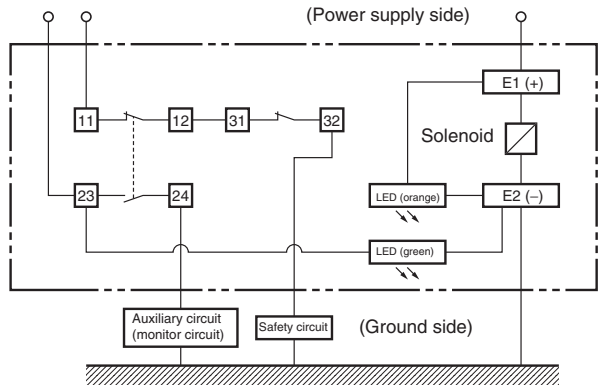 (Power supply side)
E1 (+)
11
12
31
32
Solenoid
23
24
LED (orange)
E2 (–)
LED (green)
Auxiliary circuit
(monitor circuit)
Safety circuit
(Ground side)